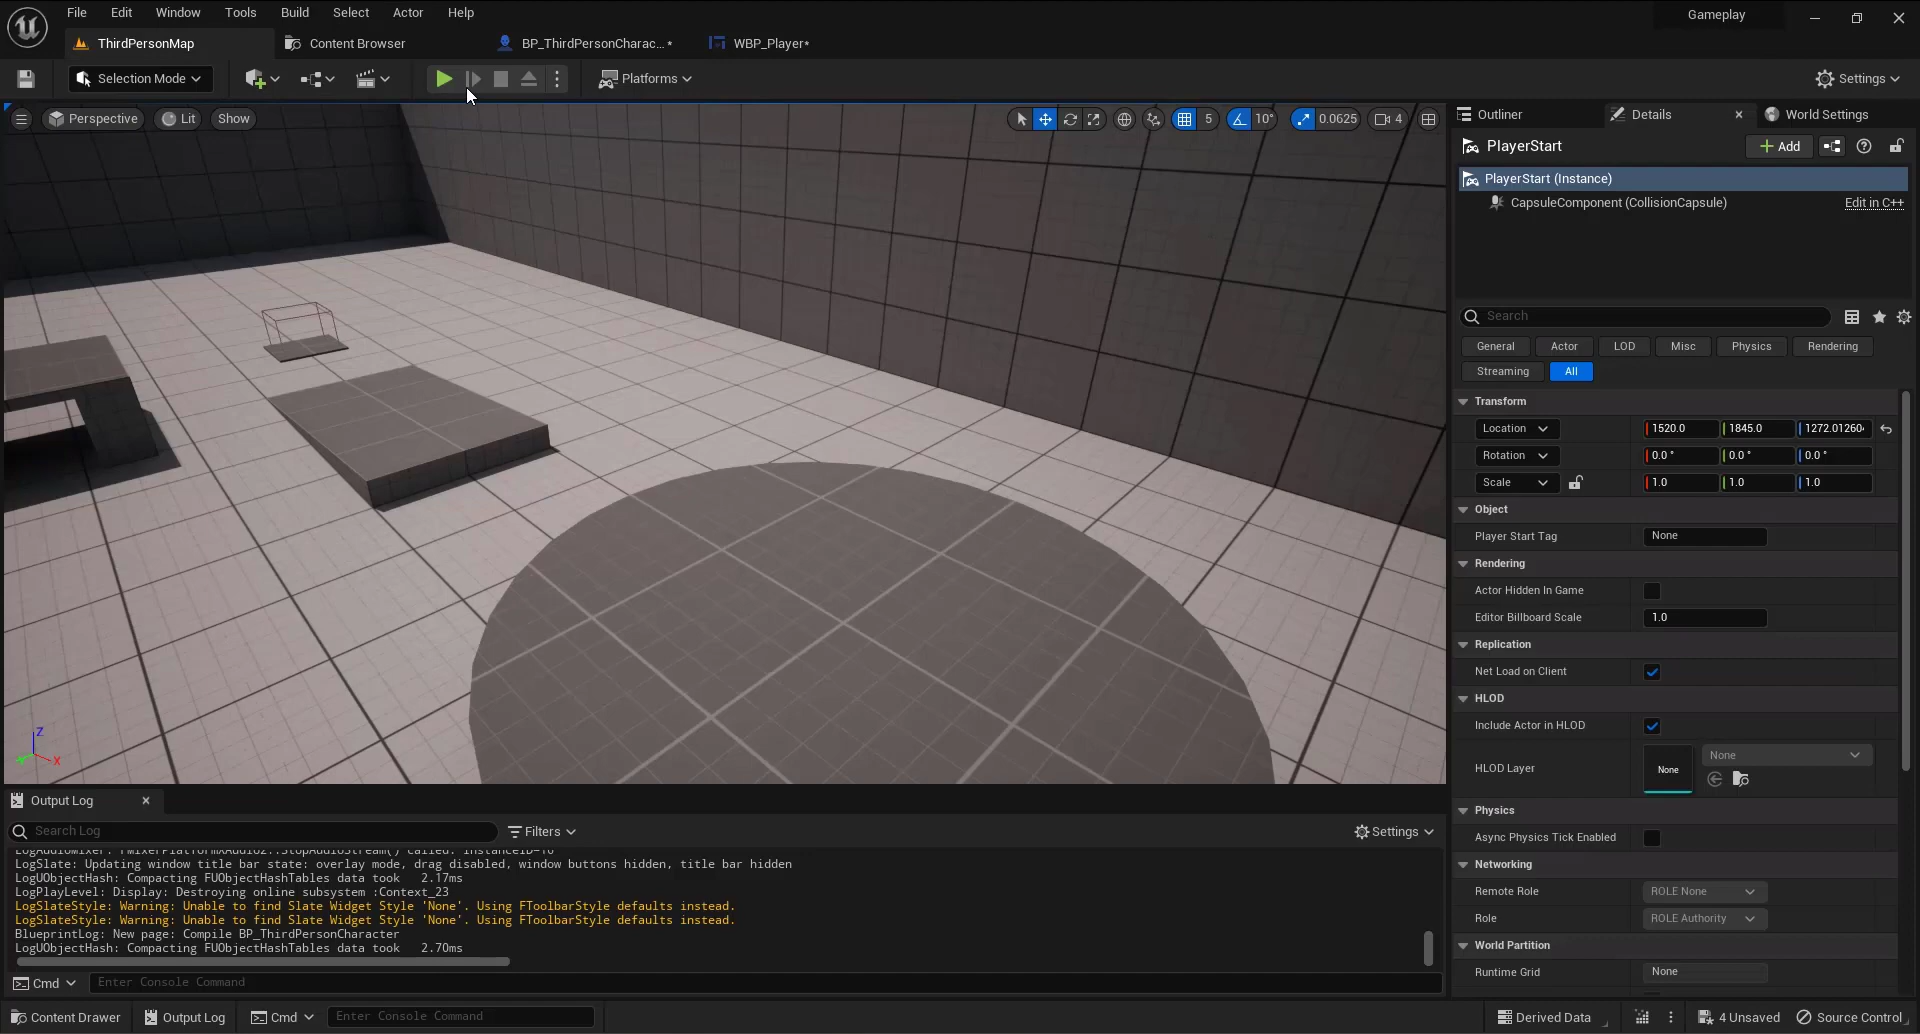 File Edit Window Tools Build Select Actor Help
Gameplay
ThirdPersonMap
Content Browser
BP_ThirdPersonCharac...*
WBP_Player*
Selection Mode
Platforms
Settings
Perspective
Lit
Show
5
10°
0.0625
4
Z
X
Outliner
Details
World Settings
PlayerStart
Add
PlayerStart (Instance)
CapsuleComponent (CollisionCapsule)
Edit in C++
Search
General
Actor
LOD
Misc
Physics
Rendering
Streaming
All
Transform
Location 1520.0 1845.0 1272.01260
Rotation 0.0 ° 0.0 ° 0.0 °
Scale 1.0 1.0 1.0
Object
Player Start Tag None
Rendering
Actor Hidden In Game
Editor Billboard Scale 1.0
Replication
Net Load on Client
HLOD
Include Actor in HLOD
HLOD Layer None None
Physics
Async Physics Tick Enabled
Networking
Remote Role ROLE None
Role ROLE Authority
World Partition
Runtime Grid None
Output Log
Search Log
Filters
Settings
LogAudioMixer: FMixerPlatformXAudio2::StopAudioStream() called. InstanceID=16
LogSlate: Updating window title bar state: overlay mode, drag disabled, window buttons hidden, title bar hidden
LogUObjectHash: Compacting FUObjectHashTables data took   2.17ms
LogPlayLevel: Display: Destroying online subsystem :Context_23
LogSlateStyle: Warning: Unable to find Slate Widget Style 'None'. Using FToolbarStyle defaults instead.
LogSlateStyle: Warning: Unable to find Slate Widget Style 'None'. Using FToolbarStyle defaults instead.
BlueprintLog: New page: Compile BP_ThirdPersonCharacter
LogUObjectHash: Compacting FUObjectHashTables data took   2.70ms
Cmd
Enter Console Command
Content Drawer
Output Log
Cmd
Enter Console Command
Derived Data
4 Unsaved
Source Control